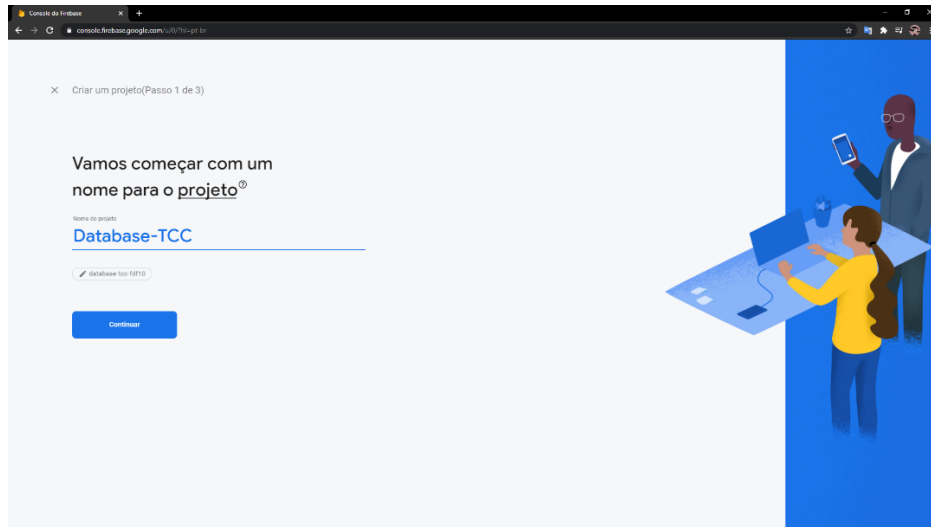 Console do Firebase
console.firebase.google.com/u/0/?hl=pt-br
Criar um projeto(Passo 1 de 3)
Vamos começar com um
nome para o projeto
Nome do projeto
Database-TCC
database-tcc-fdf10
Continuar